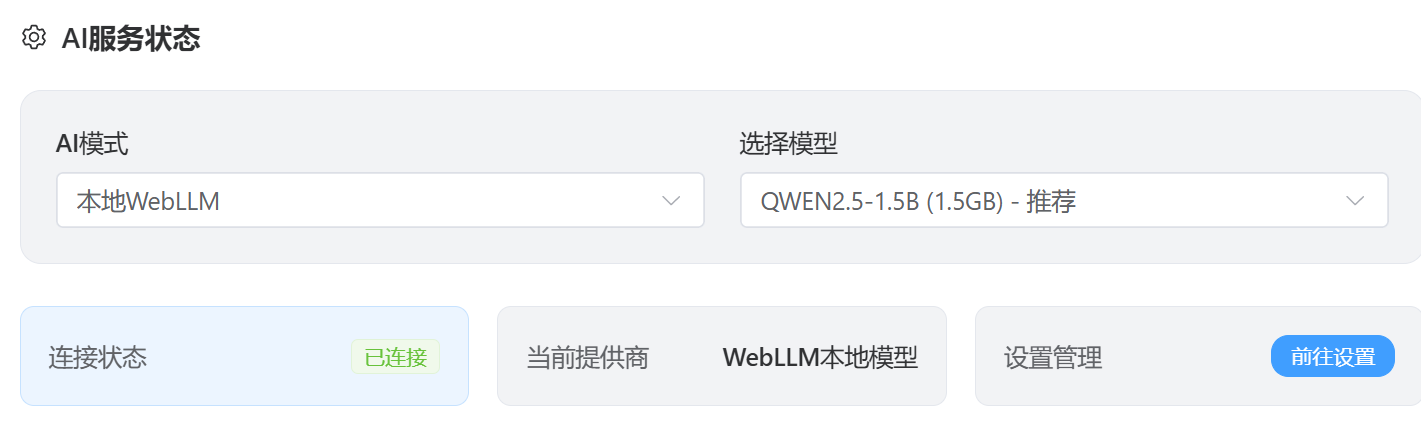 AI服务状态
AI模式
选择模型
本地WebLLM
QWEN2.5-1.5B (1.5GB) - 推荐
连接状态 已连接
当前提供商 WebLLM本地模型
设置管理 前往设置